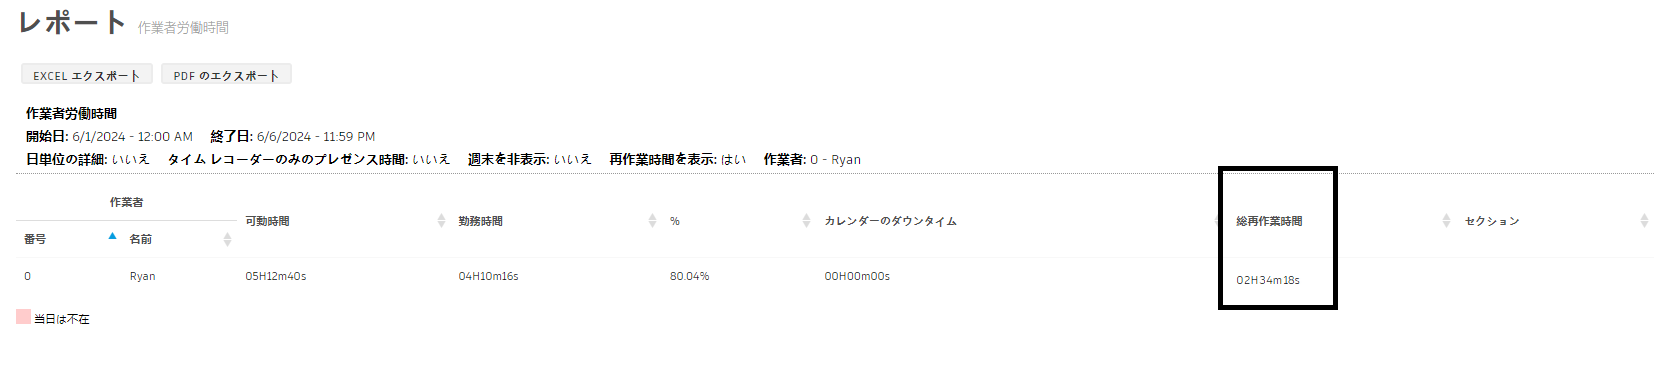 レポート 作業者労働時間
EXCEL エクスポート PDF のエクスポート
作業者労働時間
開始日: 6/1/2024 - 12:00 AM 終了日: 6/6/2024 - 11:59 PM
日単位の詳細: いいえ タイム レコーダーのみのプレゼンス時間: いいえ 週末を非表示: いいえ 再作業時間を表示: はい 作業者: 0 - Ryan
作業者
可動時間 勤務時間 % カレンダーのダウンタイム 総再作業時間 セクション
番号 名前
0 Ryan 05H12m40s 04H10m16s 80.04% 00H00m00s 02H34m18s
当日は不在